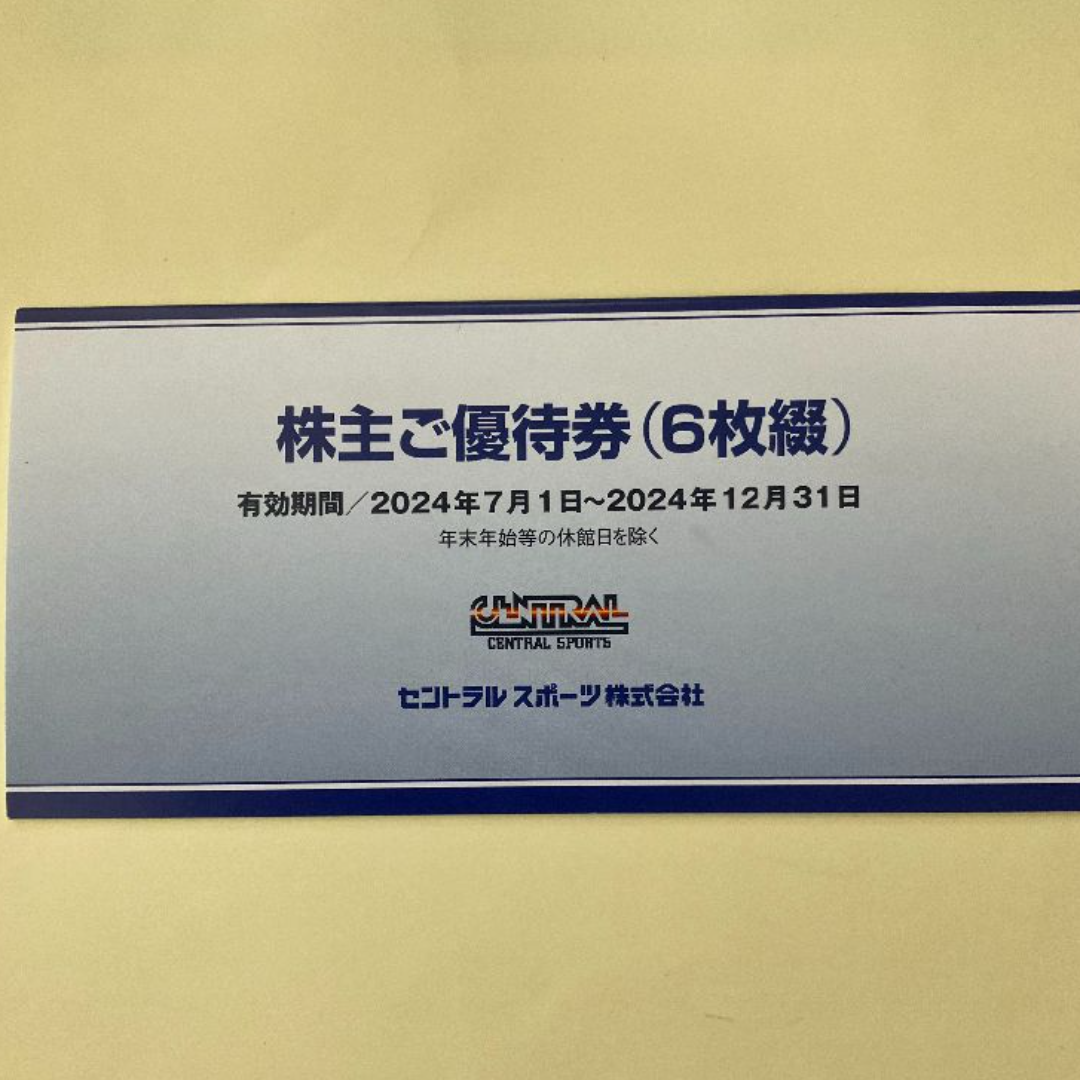 株主ご優待券(6枚綴)
有効期間/2024年7月1日~2024年12月31日
年末年始等の休館日を除く
CENTRAL
CENTRAL SPORTS
セントラルスポーツ株式会社